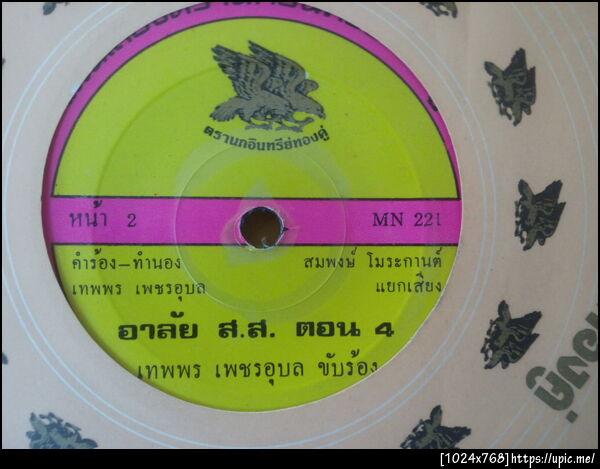 ตรานกอินทรีย์ทองคู่
หน้า 2 MN 221
คำร้อง-ทำนอง สมพงษ์ โมระกานต์
เทพพร เพชรอุบล แยกเสียง
อาลัย ส.ส. ตอน 4
เทพพร เพชรอุบล ขับร้อง
[1024x768]https://upic.me/